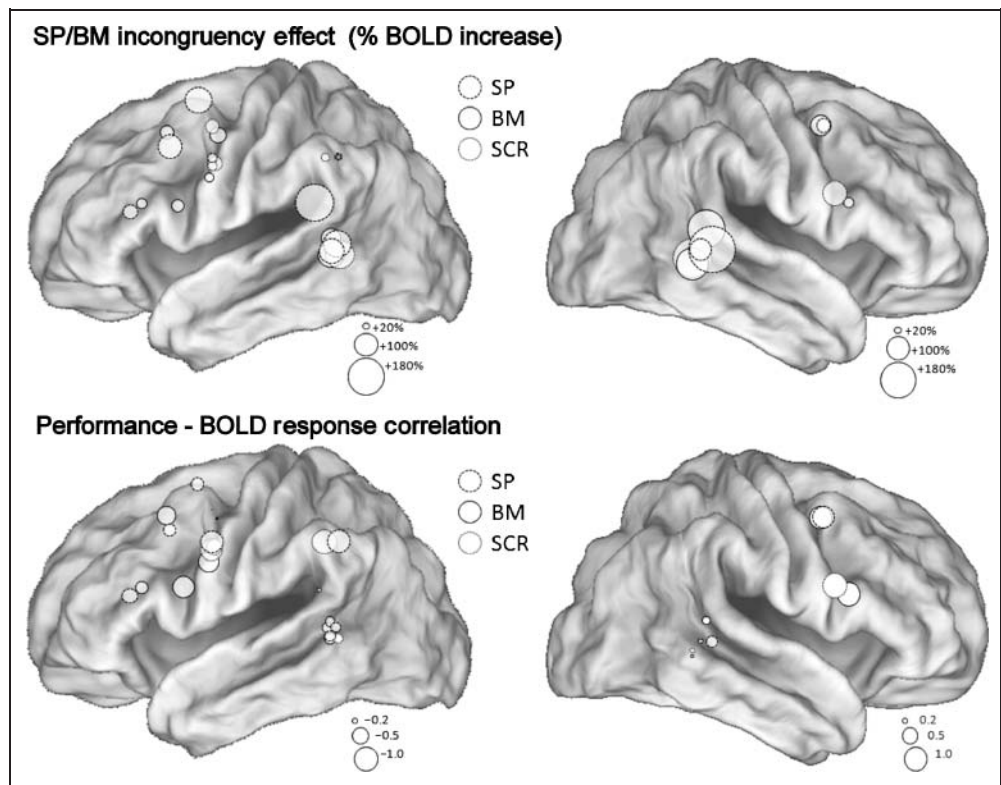 SP/BM incongruency effect (% BOLD increase)
SP
BM
SCR
+20%
+100%
+180%
+20%
+100%
+180%
Performance - BOLD response correlation
SP
BM
SCR
−0.2
−0.5
−1.0
0.2
0.5
1.0